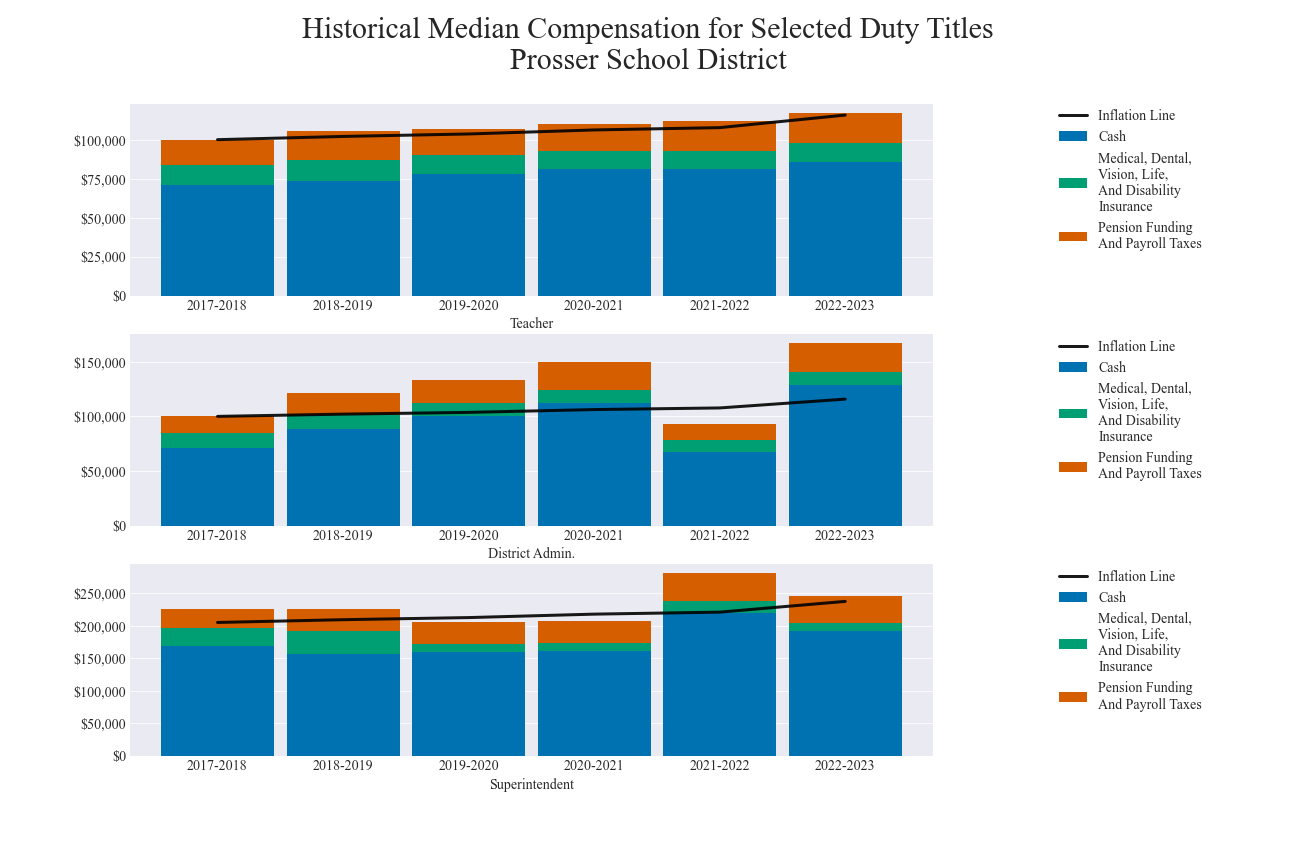 Historical Median Compensation for Selected Duty Titles
Prosser School District
$100,000
$75,000
$50,000
$25,000
$0
2017-2018 2018-2019 2019-2020 2020-2021 2021-2022 2022-2023
Teacher
Inflation Line
Cash
Medical, Dental,
Vision, Life,
And Disability
Insurance
Pension Funding
And Payroll Taxes
$150,000
$100,000
$50,000
$0
2017-2018 2018-2019 2019-2020 2020-2021 2021-2022 2022-2023
District Admin.
Inflation Line
Cash
Medical, Dental,
Vision, Life,
And Disability
Insurance
Pension Funding
And Payroll Taxes
$250,000
$200,000
$150,000
$100,000
$50,000
$0
2017-2018 2018-2019 2019-2020 2020-2021 2021-2022 2022-2023
Superintendent
Inflation Line
Cash
Medical, Dental,
Vision, Life,
And Disability
Insurance
Pension Funding
And Payroll Taxes